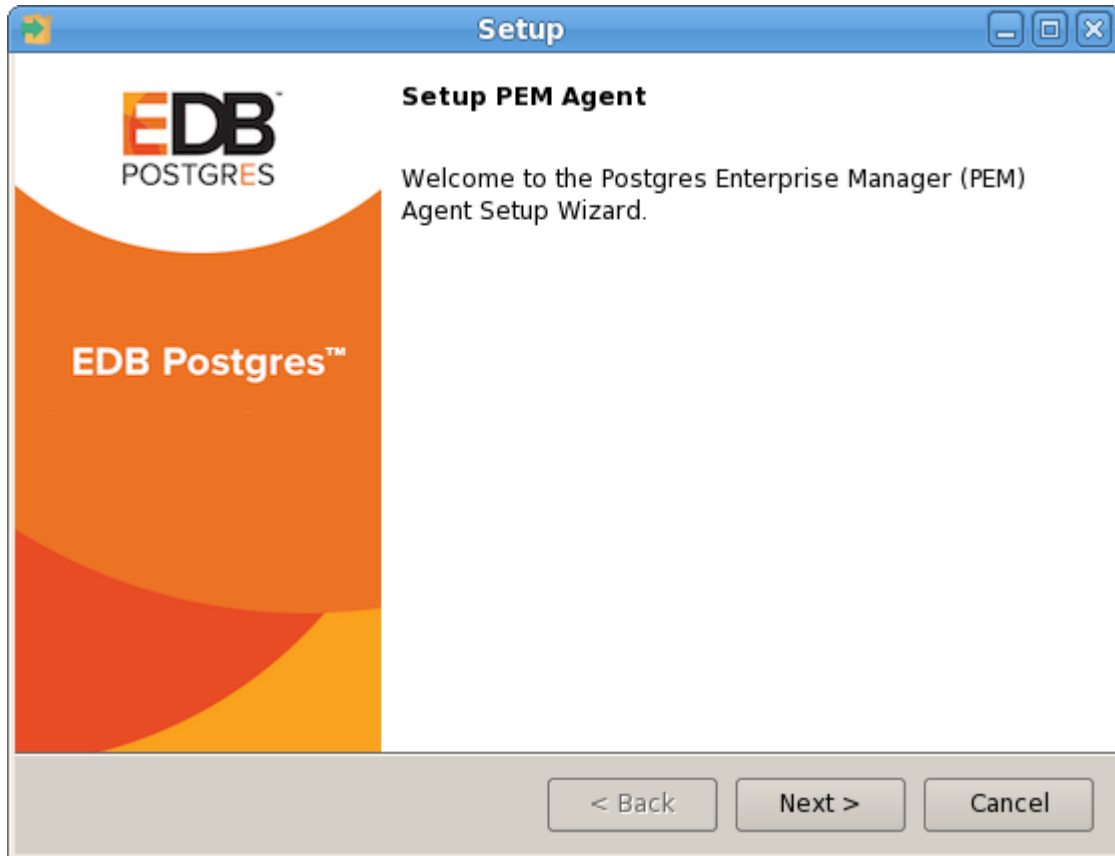 Setup
EDB™
POSTGRES
EDB Postgres™
Setup PEM Agent
Welcome to the Postgres Enterprise Manager (PEM)
Agent Setup Wizard.
< Back
Next >
Cancel